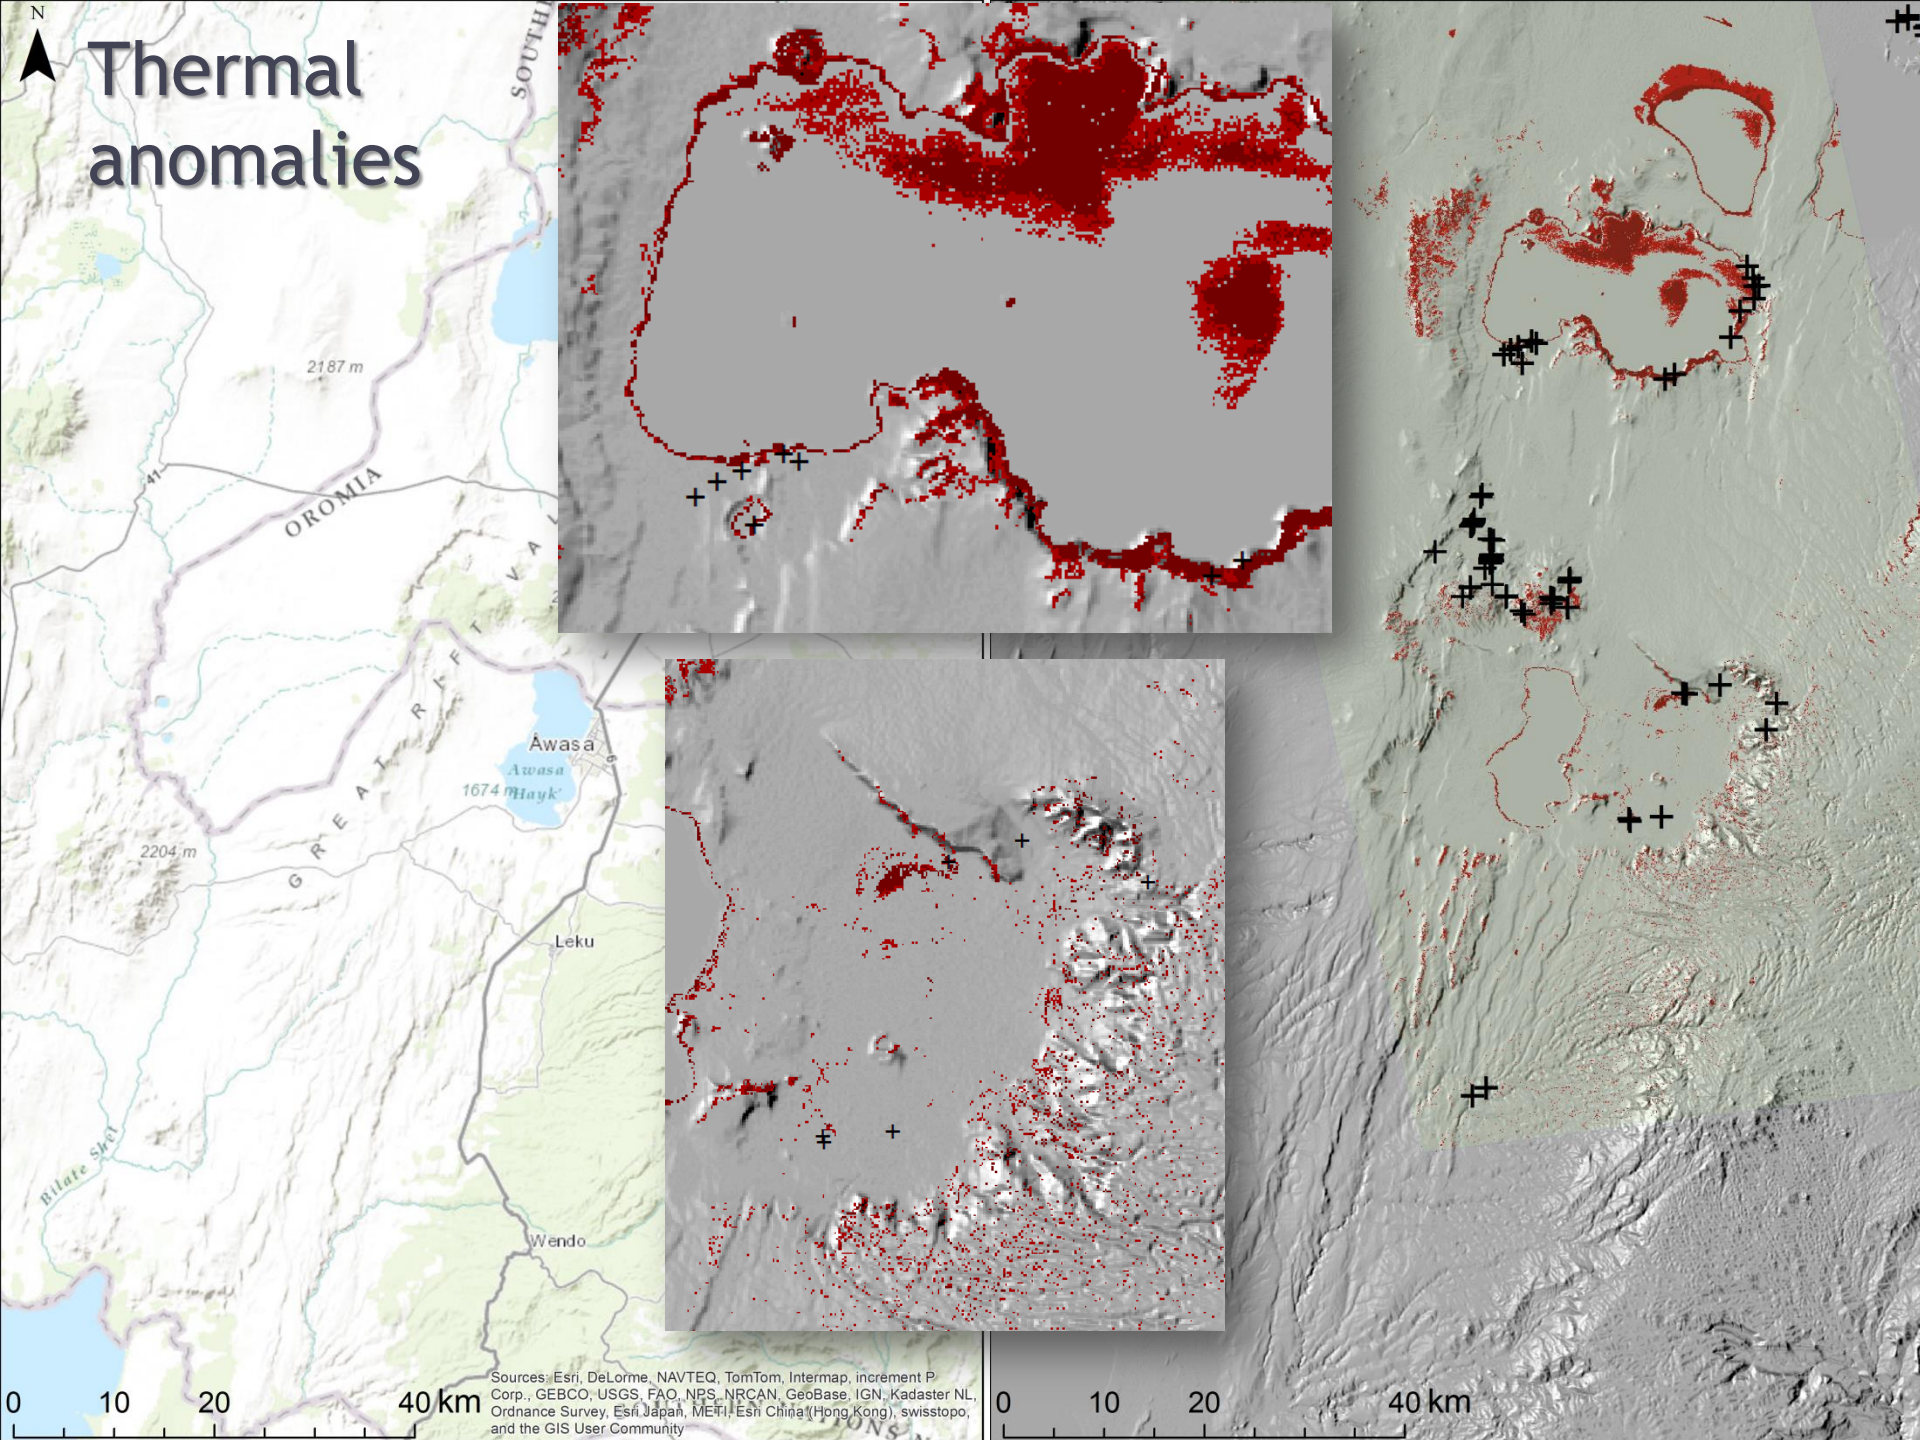 N
Thermal
anomalies
SOUTH
2187 m
41
OROMIA
GREAT RIFT VAL
Awasa
Awasa
1674 m Hayk'
6
2204 m
Leku
Bilate Shet'
Wendo
Sources: Esri, DeLorme, NAVTEQ, TomTom, Intermap, increment P
Corp., GEBCO, USGS, FAO, NPS, NRCAN, GeoBase, IGN, Kadaster NL,
Ordnance Survey, Esri Japan, METI, Esri China (Hong Kong), swisstopo,
and the GIS User Community
0 10 20 40 km
0 10 20 40 km